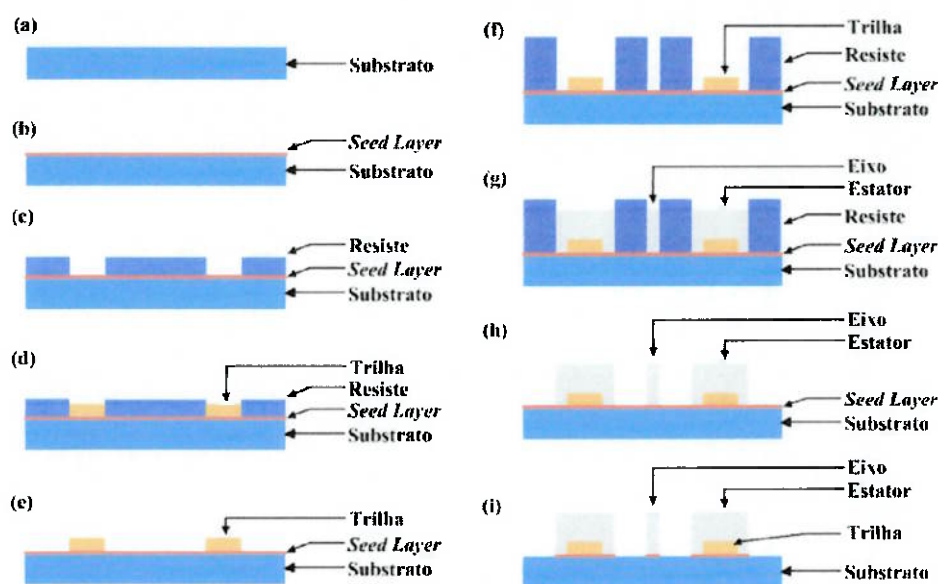 (a)
Substrato
(b)
Seed Layer
Substrato
(c)
Resiste
Seed Layer
Substrato
(d)
Trilha
Resiste
Seed Layer
Substrato
(e)
Trilha
Seed Layer
Substrato
(f)
Trilha
Resiste
Seed Layer
Substrato
(g)
Eixo
Estator
Resiste
Seed Layer
Substrato
(h)
Eixo
Estator
Seed Layer
Substrato
(i)
Eixo
Estator
Trilha
Substrato